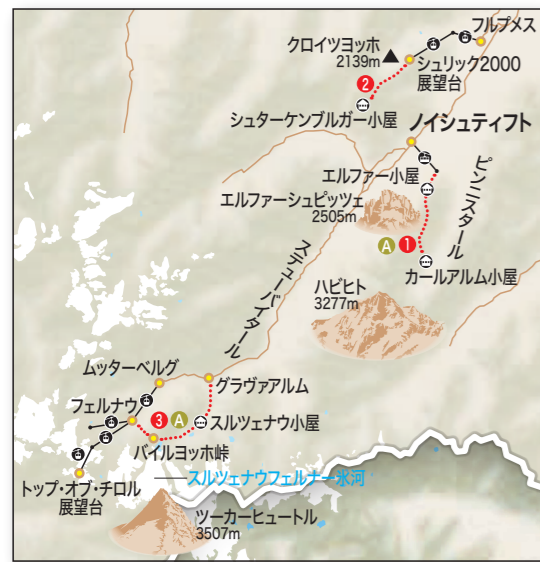 フルプメス
クロイツヨッホ
2139m
シュリック2000
展望台
2
シュターケンブルガー小屋
ノイシュティフト
エルファー小屋
ピンニスタール
エルファーシュピッツェ
2505m
A 1
カールアルム小屋
ステューバイタール
ハビヒト
3277m
ムッターベルグ
グラヴァアルム
フェルナウ
3 A
スルツェナウ小屋
バイルヨッホ峠
スルツェナウフェルナー氷河
トップ・オブ・チロル
展望台
ツーカーヒュートル
3507m